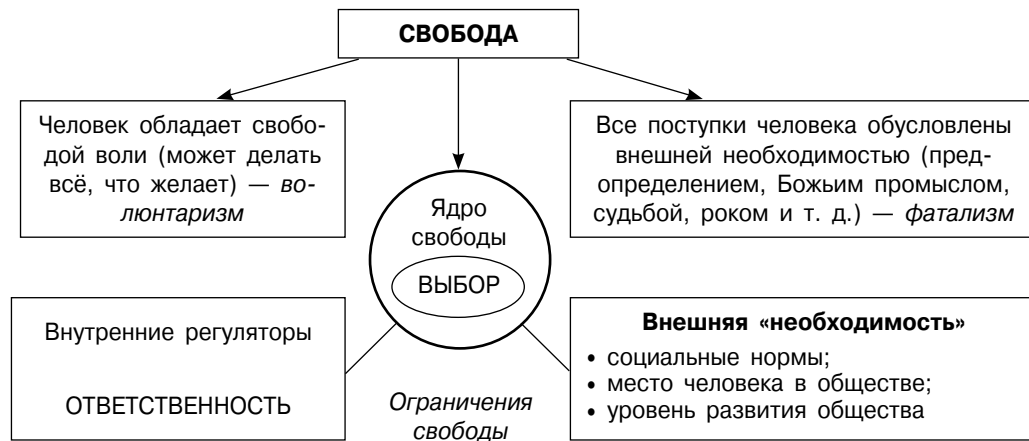 СВОБОДА
Человек обладает свобо-
дой воли (может делать
всё, что желает) — во-
люнтаризм
Все поступки человека обусловлены
внешней необходимостью (пред-
определением, Божьим промыслом,
судьбой, роком и т. д.) — фатализм
Ядро
свободы
ВЫБОР
Внутренние регуляторы
ОТВЕТСТВЕННОСТЬ
Ограничения
свободы
Внешняя «необходимость»
• социальные нормы;
• место человека в обществе;
• уровень развития общества